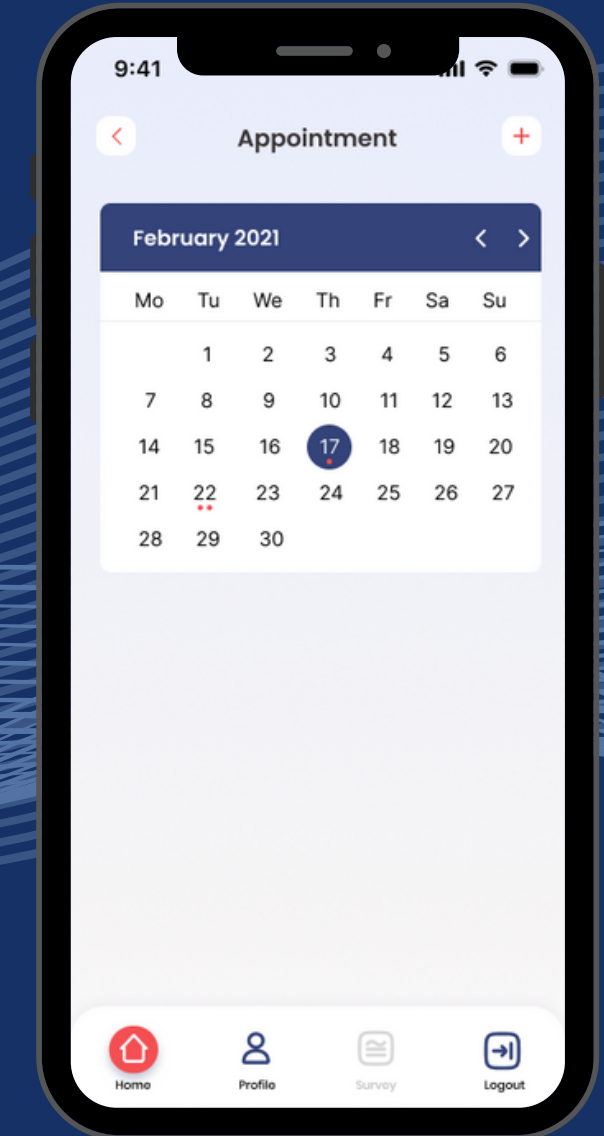 9:41
Appointment
February 2021
Mo Tu We Th Fr Sa Su
1 2 3 4 5 6
7 8 9 10 11 12 13
14 15 16 17 18 19 20
21 22 23 24 25 26 27
28 29 30
Home Profile Survey Logout